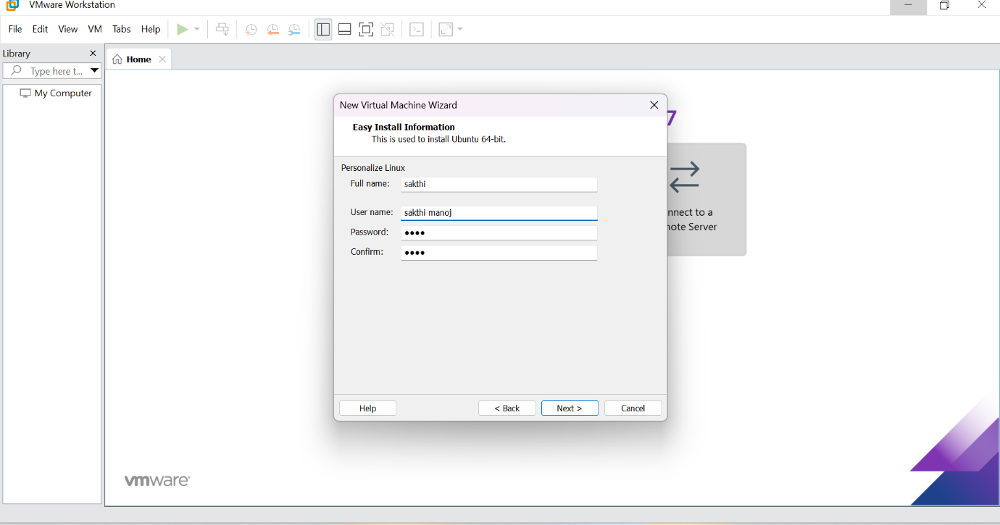 VMware Workstation
File Edit View VM Tabs Help
Library
Home
Type here t...
My Computer
7
New Virtual Machine Wizard
Easy Install Information
This is used to install Ubuntu 64-bit.
Personalize Linux
Full name: sakthi
User name: sakthi manoj
Password: ●●●●
Confirm: ●●●●
nnect to a
ote Server
Help < Back Next > Cancel
vmware®